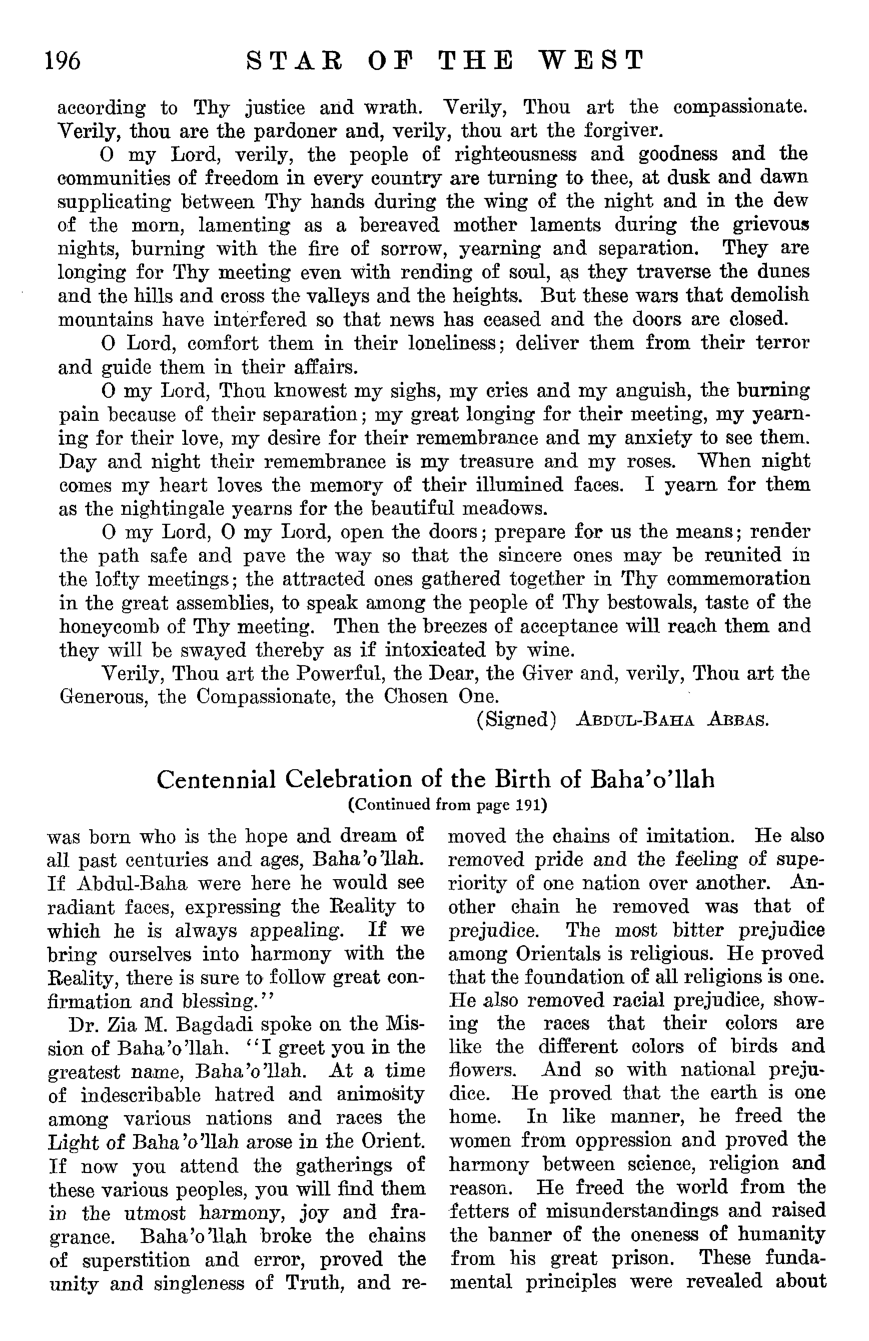 196 STAR OF THE WEST
according to Thy justice and wrath. Verily, Thou art the compassionate.
Verily, thou are the pardoner and, verily, thou art the forgiver.
O my Lord, verily, the people of righteousness and goodness and the
communities of freedom in every country are turning to thee, at dusk and dawn
supplicating between Thy hands during the wing of the night and in the dew
of the morn, lamenting as a bereaved mother laments during the grievous
nights, burning with the fire of sorrow, yearning and separation. They are
longing for Thy meeting even with rending of soul, as they traverse the dunes
and the hills and cross the valleys and the heights. But these wars that demolish
mountains have interfered so that news has ceased and the doors are closed.
O Lord, comfort them in their loneliness; deliver them from their terror
and guide them in their affairs.
O my Lord, Thou knowest my sighs, my cries and my anguish, the burning
pain because of their separation; my great longing for their meeting, my yearn-
ing for their love, my desire for their remembrance and my anxiety to see them.
Day and night their remembrance is my treasure and my roses. When night
comes my heart loves the memory of their illumined faces. I yearn for them
as the nightingale yearns for the beautiful meadows.
O my Lord, O my Lord, open the doors; prepare for us the means; render
the path safe and pave the way so that the sincere ones may be reunited in
the lofty meetings; the attracted ones gathered together in Thy commemoration
in the great assemblies, to speak among the people of Thy bestowals, taste of the
honeycomb of Thy meeting. Then the breezes of acceptance will reach them and
they will be swayed thereby as if intoxicated by wine.
Verily, Thou art the Powerful, the Dear, the Giver and, verily, Thou art the
Generous, the Compassionate, the Chosen One.
(Signed) ABDUL-BAHA ABBAS.
Centennial Celebration of the Birth of Baha'o'llah
(Continued from page 191)
was born who is the hope and dream of
all past centuries and ages, Baha'o'llah.
If Abdul-Baha were here he would see
radiant faces, expressing the Reality to
which he is always appealing. If we
bring ourselves into harmony with the
Reality, there is sure to follow great con-
firmation and blessing."
Dr. Zia M. Bagdadi spoke on the Mis-
sion of Baha'o'llah. "I greet you in the
greatest name, Baha'o'llah. At a time
of indescribable hatred and animosity
among various nations and races the
Light of Baha'o'llah arose in the Orient.
If now you attend the gatherings of
these various peoples, you will find them
in the utmost harmony, joy and fra-
grance. Baha'o'llah broke the chains
of superstition and error, proved the
unity and singleness of Truth, and re-
moved the chains of imitation. He also
removed pride and the feeling of supe-
riority of one nation over another. An-
other chain he removed was that of
prejudice. The most bitter prejudice
among Orientals is religious. He proved
that the foundation of all religions is one.
He also removed racial prejudice, show-
ing the races that their colors are
like the different colors of birds and
flowers. And so with national preju-
dice. He proved that the earth is one
home. In like manner, he freed the
women from oppression and proved the
harmony between science, religion and
reason. He freed the world from the
fetters of misunderstandings and raised
the banner of the oneness of humanity
from his great prison. These funda-
mental principles were revealed about